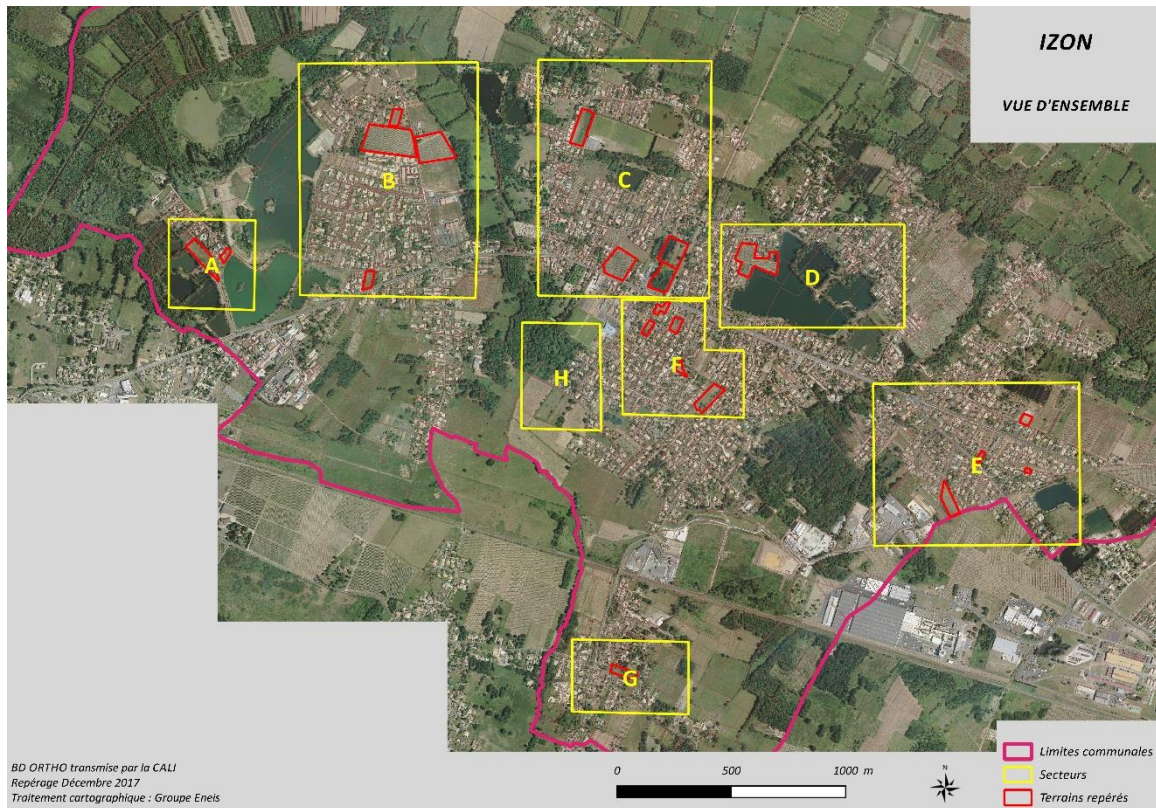 IZON
VUE D'ENSEMBLE
A
B
C
D
E
F
G
H
BD ORTHO transmise par la CALI
Repérage Décembre 2017
Traitement cartographique : Groupe Eneis
0 500 1000 m
N
Limites communales
Secteurs
Terrains repérés